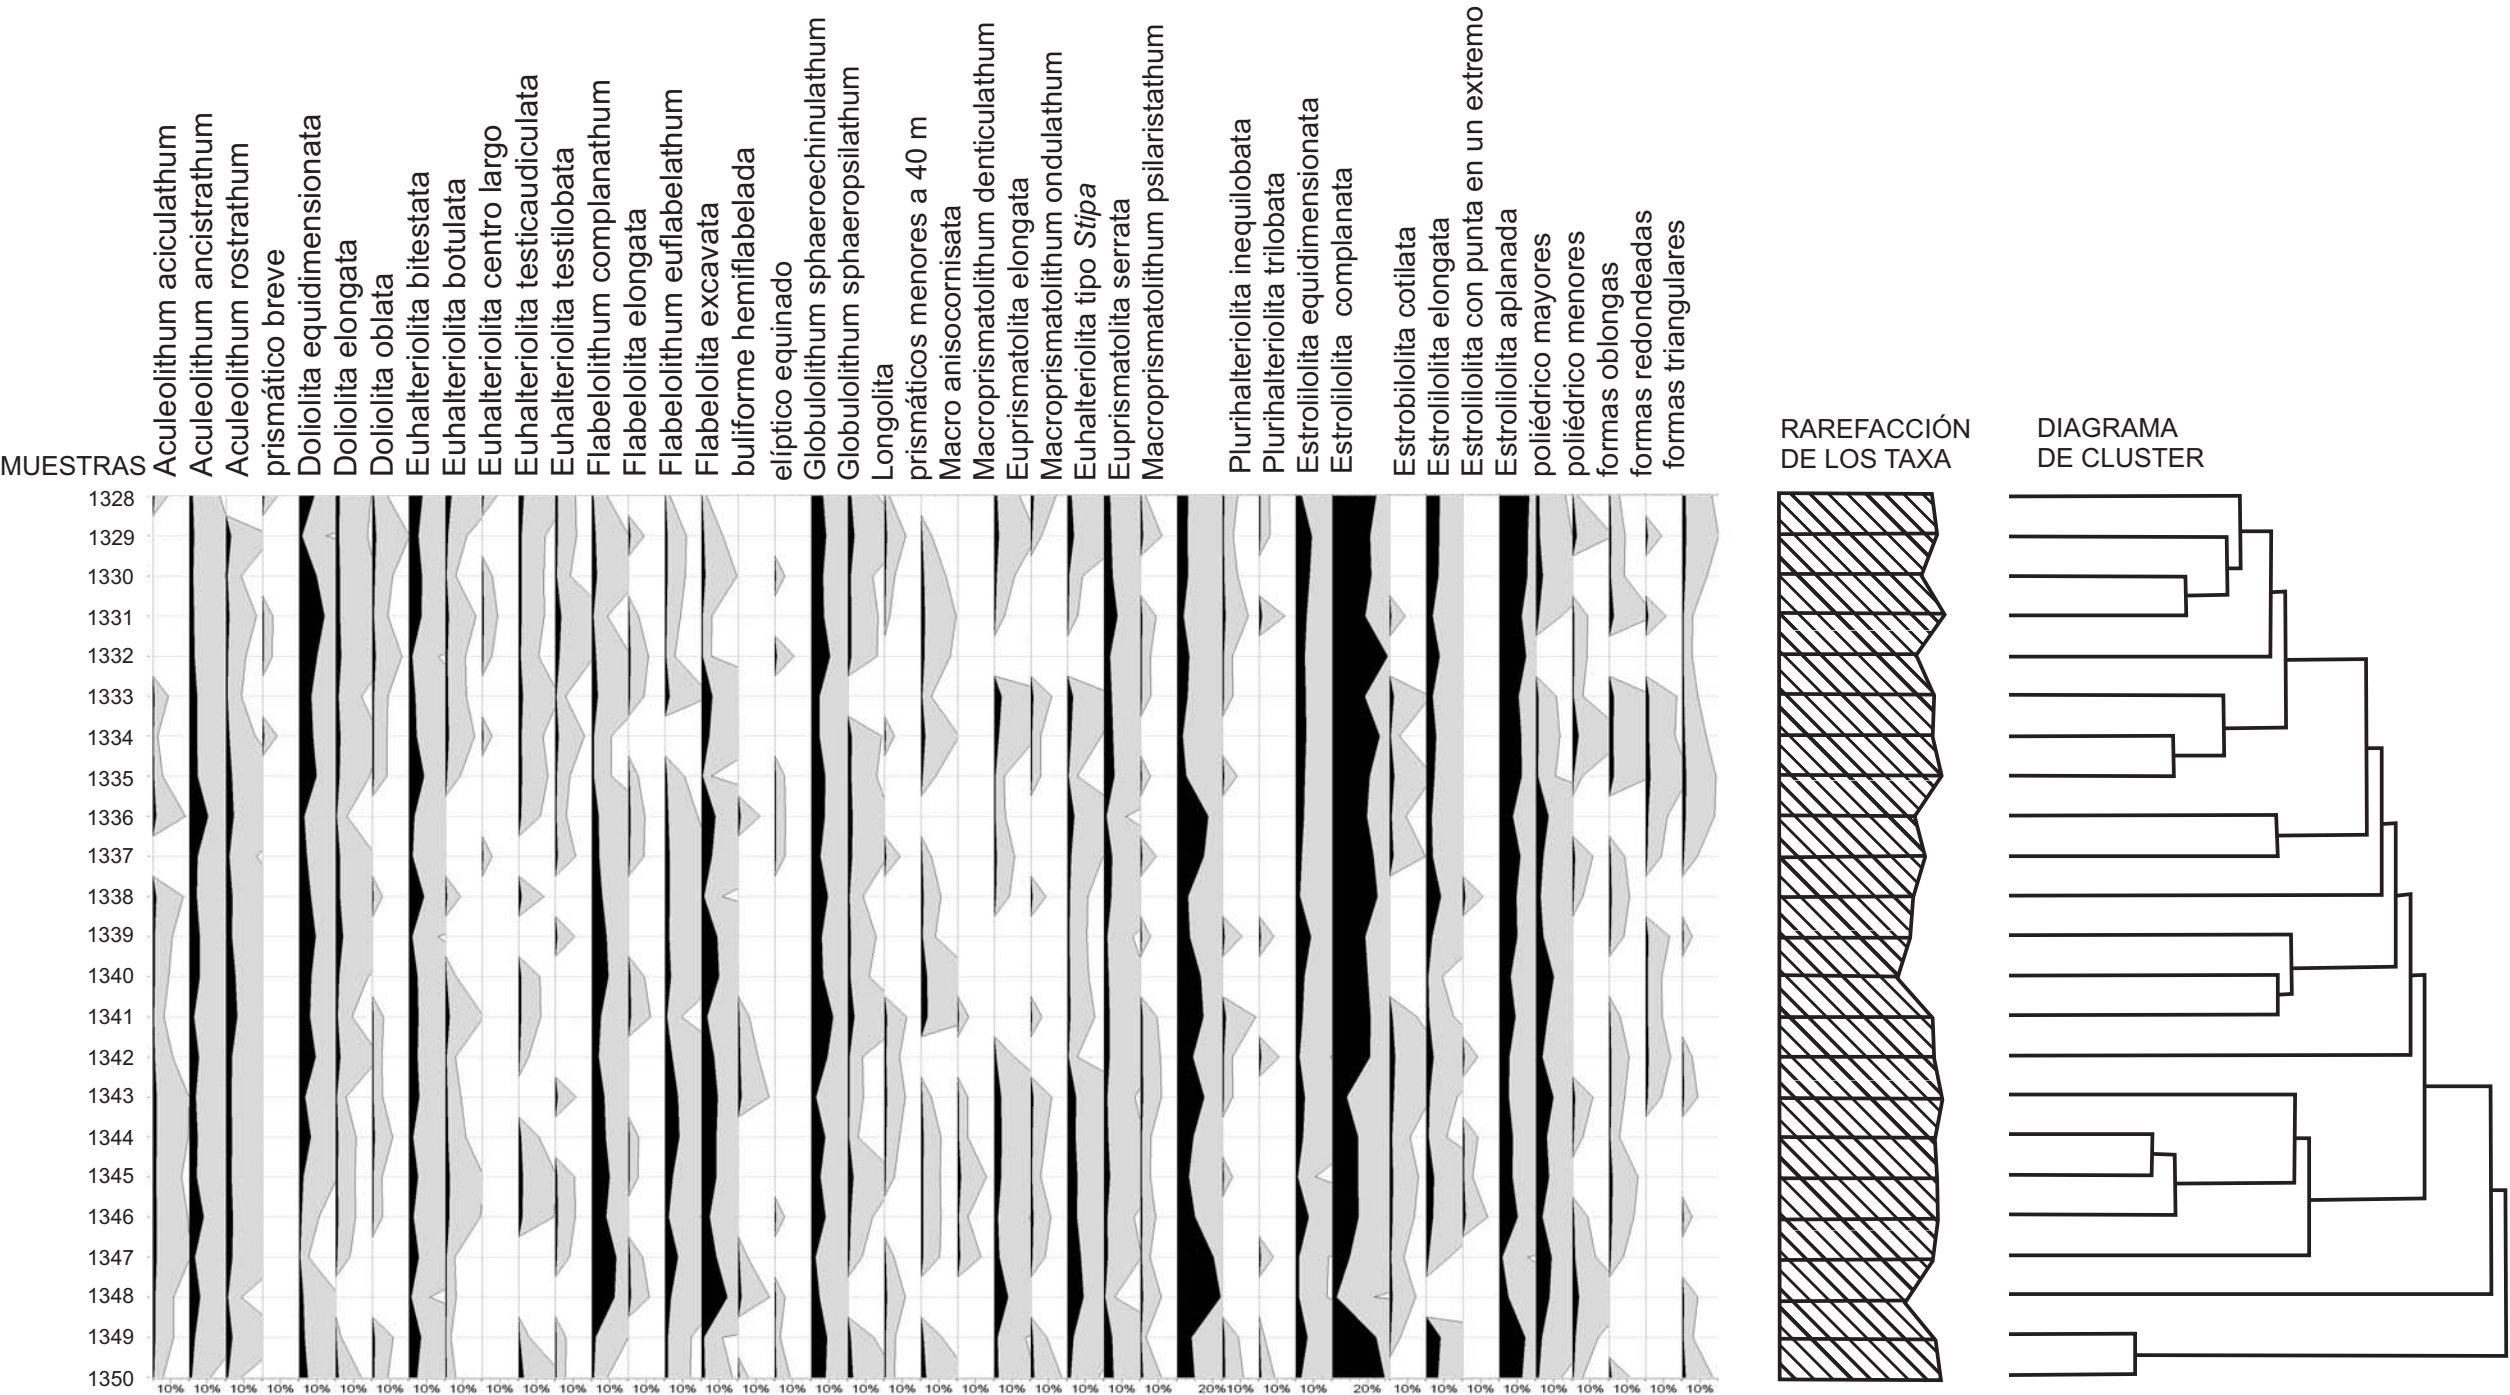 Aculeolithum aciculathum
Aculeolithum ancistrathum
Aculeolithum rostrathum
prismático breve
Doliolita equidimensionata
Doliolita elongata
Doliolita oblata
Euhalteriolita bitestata
Euhalteriolita botulata
Euhalteriolita centro largo
Euhalteriolita testicaudiculata
Euhalteriolita testilobata
Flabelolithum complanathum
Flabelolita elongata
Flabelolithum euflabelathum
Flabelolita excavata
buliforme hemiflabelada
elíptico equinado
Globulolithum sphaeroechinulathum
Globulolithum sphaeropsilathum
Longolita
prismáticos menores a 40 m
Macro anisocornisata
Macroprismatolithum denticulathum
Euprismatolita elongata
Macroprismatolithum ondulathum
Euhalteriolita tipo Stipa
Euprismatolita serrata
Macroprismatolithum psilaristathum
Plurihalteriolita inequilobata
Plurihalteriolita trilobata
Estrolilolita equidimensionata
Estrolilolita complanata
Estrobilolita cotilata
Estrolilolita elongata
Estrolilolita con punta en un extremo
Estrolilolita aplanada
poliédrico mayores
poliédrico menores
formas oblongas
formas redondeadas
formas triangulares
RAREFACCIÓN
DE LOS TAXA
DIAGRAMA
DE CLUSTER
MUESTRAS
1328
1329
1330
1331
1332
1333
1334
1335
1336
1337
1338
1339
1340
1341
1342
1343
1344
1345
1346
1347
1348
1349
1350
10% 10% 10% 10% 10% 10% 10% 10% 10% 10% 10% 10% 10% 10% 10% 10% 10% 10% 10% 10% 10% 10% 10% 10% 10% 10% 10% 10% 20% 10% 10% 10% 20% 10% 10% 10% 10% 10% 10% 10% 10% 10%